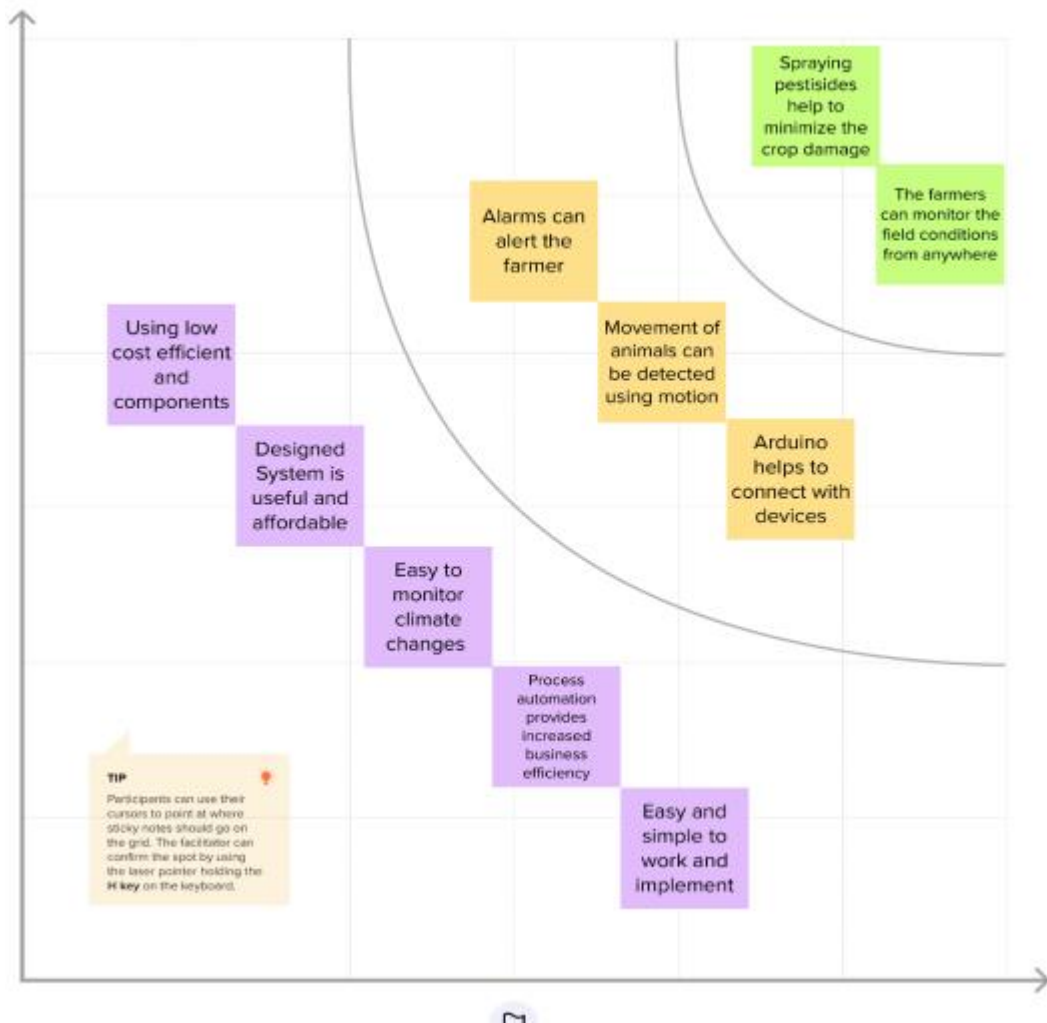 Spraying
pestisides
help to
minimize the
crop damage
The farmers
can monitor the
field conditions
from anywhere
Alarms can
alert the
farmer
Movement of
animals can
be detected
using motion
Arduino
helps to
connect with
devices
Using low
cost efficient
and
components
Designed
System is
useful and
affordable
Easy to
monitor
climate
changes
Process
automation
provides
increased
business
efficiency
Easy and
simple to
work and
implement
TIP
Participants can use their
cursors to point at where
sticky notes should go on
the grid. The facilitator can
confirm the spot by using
the laser pointer holding the
H key on the keyboard.